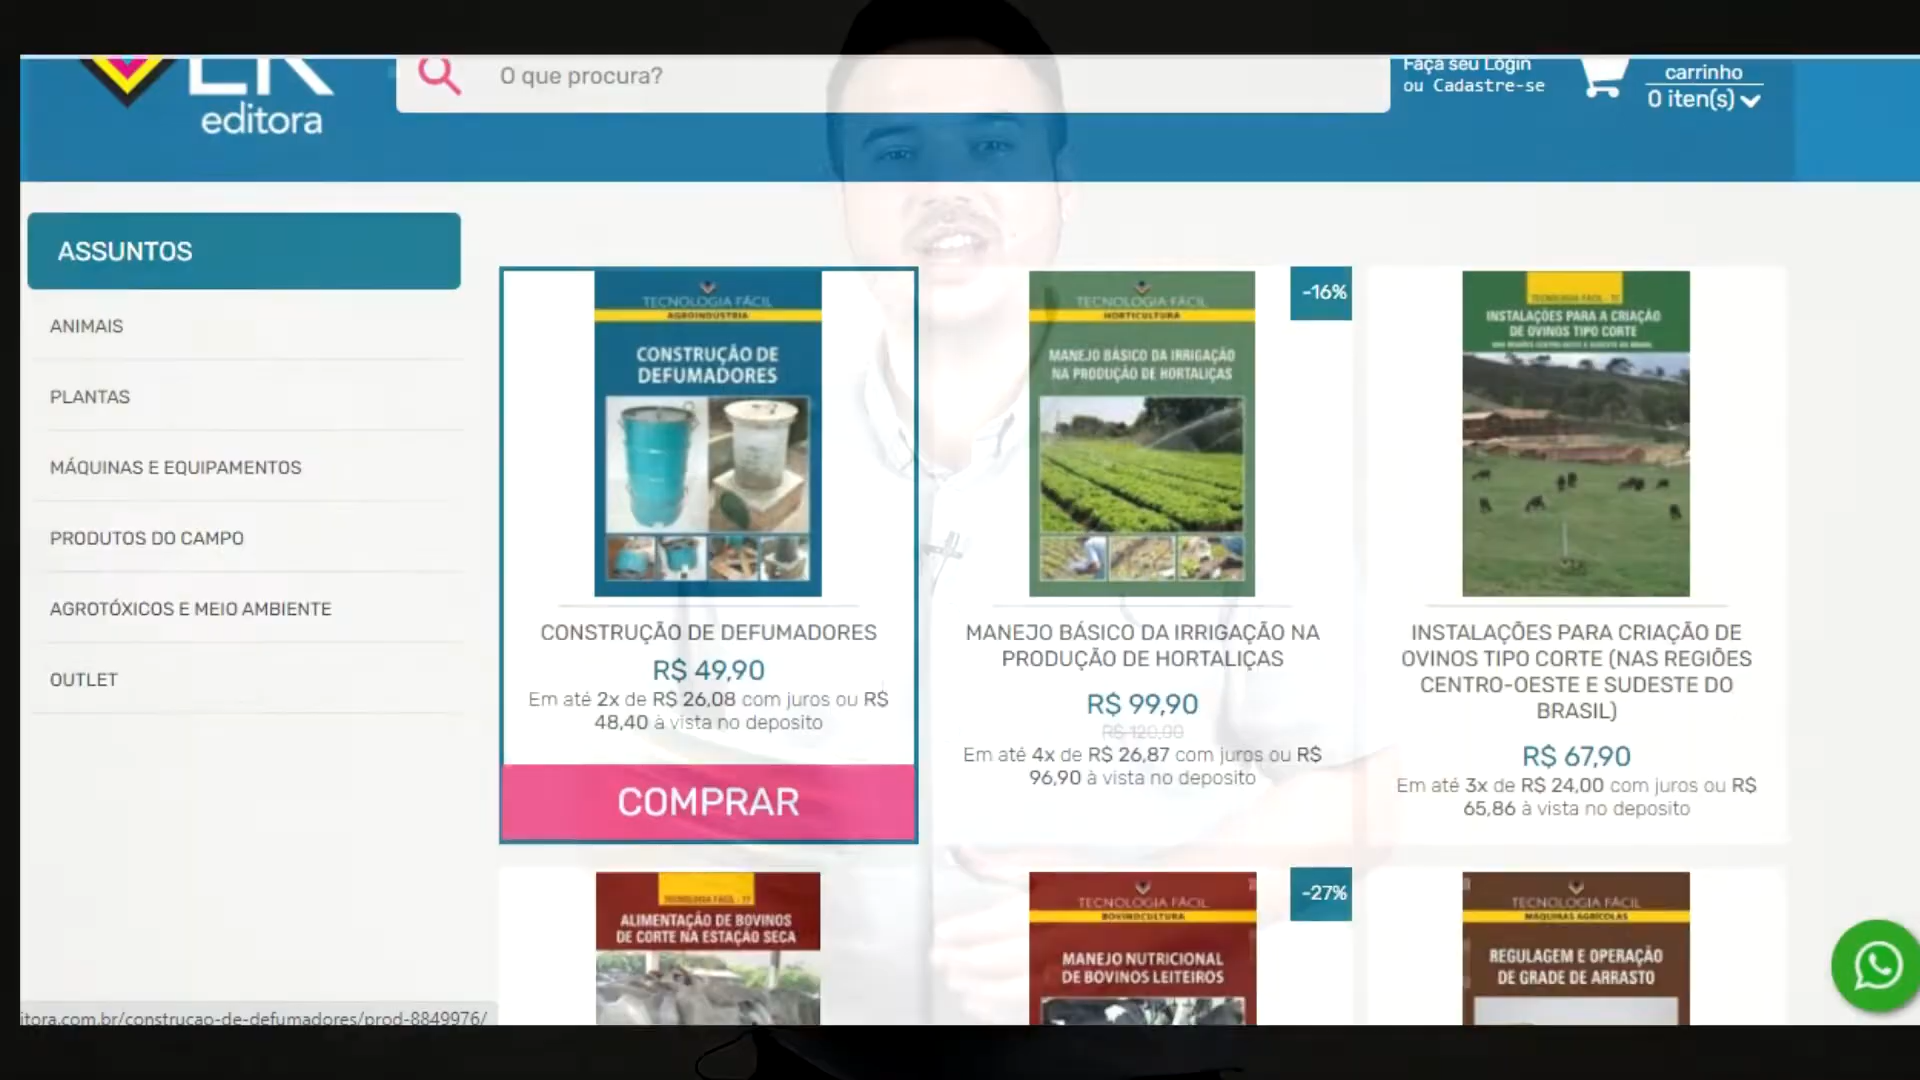 editora
O que procura?
Faça seu Login
ou Cadastre-se
carrinho
0 iten(s)
ASSUNTOS
ANIMAIS
PLANTAS
MÁQUINAS E EQUIPAMENTOS
PRODUTOS DO CAMPO
AGROTÓXICOS E MEIO AMBIENTE
OUTLET
TECNOLOGIA FÁCIL
AGROINDÚSTRIA
CONSTRUÇÃO DE
DEFUMADORES
CONSTRUÇÃO DE DEFUMADORES
R$ 49,90
Em até 2x de R$ 26,08 com juros ou R$
48,40 à vista no deposito
COMPRAR
-16%
TECNOLOGIA FÁCIL
HORTICULTURA
MANEJO BÁSICO DA IRRIGAÇÃO
NA PRODUÇÃO DE HORTALIÇAS
MANEJO BÁSICO DA IRRIGAÇÃO NA
PRODUÇÃO DE HORTALIÇAS
R$ 99,90
R$ 120,00
Em até 4x de R$ 26,87 com juros ou R$
96,90 à vista no deposito
INSTALAÇÕES PARA A CRIAÇÃO
DE OVINOS TIPO CORTE
INSTALAÇÕES PARA CRIAÇÃO DE
OVINOS TIPO CORTE (NAS REGIÕES
CENTRO-OESTE E SUDESTE DO
BRASIL)
R$ 67,90
Em até 3x de R$ 24,00 com juros ou R$
65,86 à vista no deposito
ALIMENTAÇÃO DE BOVINOS
DE CORTE NA ESTAÇÃO SECA
-27%
TECNOLOGIA FÁCIL
BOVINOCULTURA
MANEJO NUTRICIONAL
DE BOVINOS LEITEIROS
TECNOLOGIA FÁCIL
MÁQUINAS AGRÍCOLAS
REGULAGEM E OPERAÇÃO
DE GRADE DE ARRASTO
itora.com.br/construcao-de-defumadores/prod-8849976/